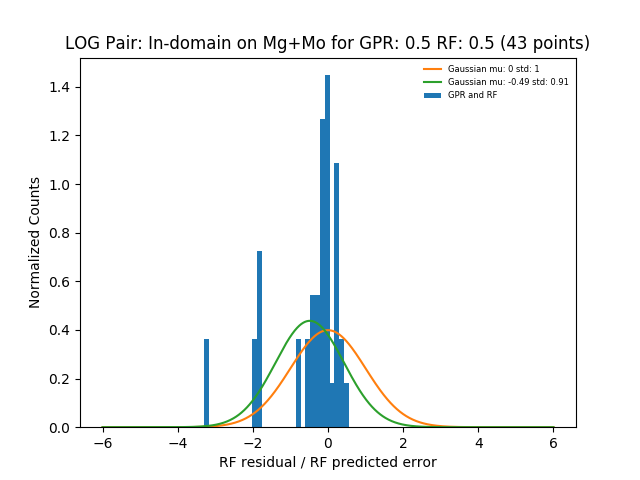 LOG Pair: In-domain on Mg+Mo for GPR: 0.5 RF: 0.5 (43 points)
Gaussian mu: 0 std: 1
Gaussian mu: -0.49 std: 0.91
GPR and RF
Normalized Counts
1.4
1.2
1.0
0.8
0.6
0.4
0.2
0.0
−6
−4
−2
0
2
4
6
RF residual / RF predicted error